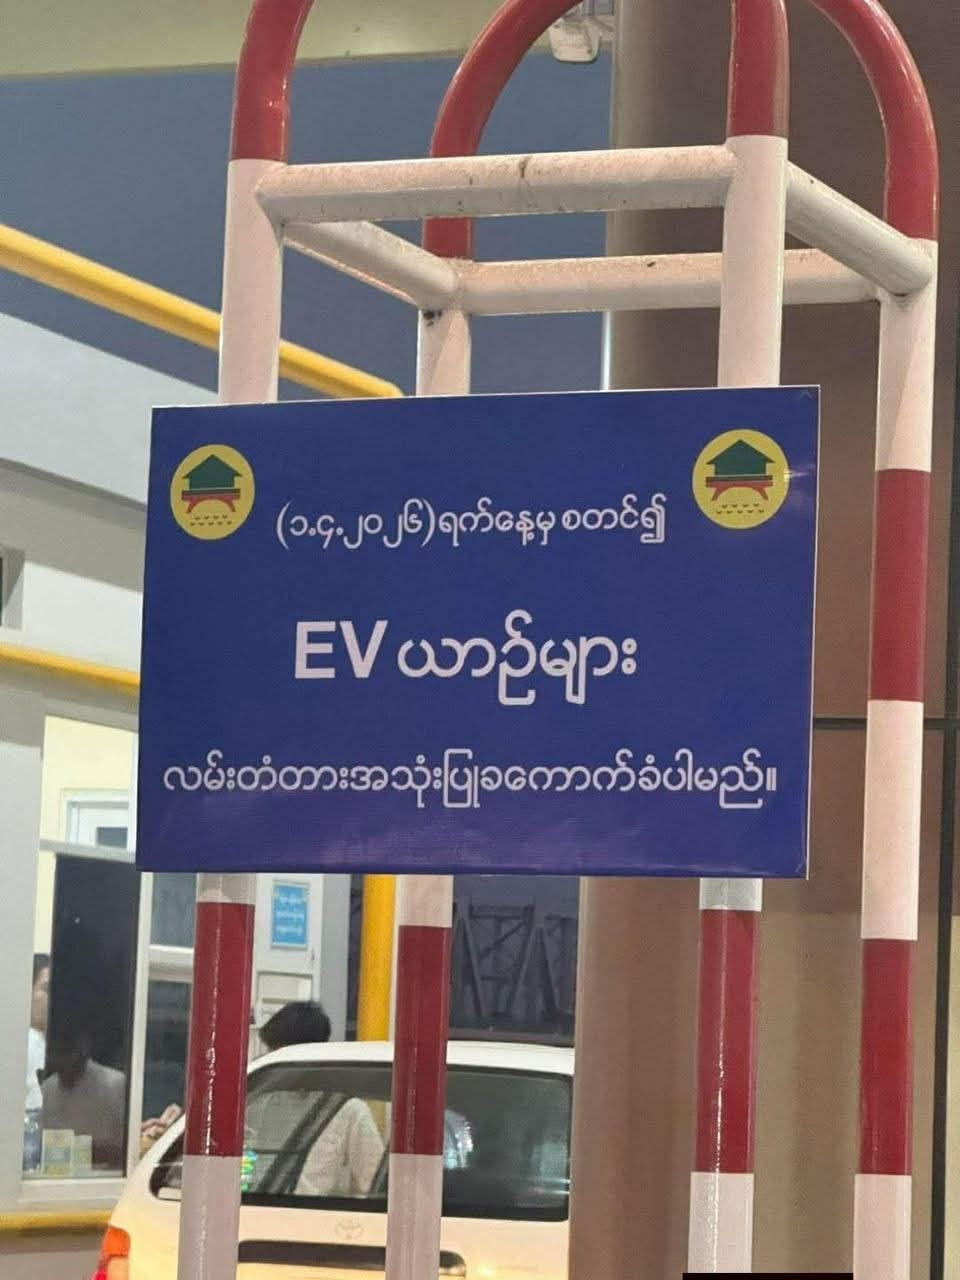 (၁.၄.၂၀၂၆)ရက်နေ့မှ စတင်၍
EV ယာဉ်များ
လမ်းတံတားအသုံးပြုခကောက်ခံပါမည်။